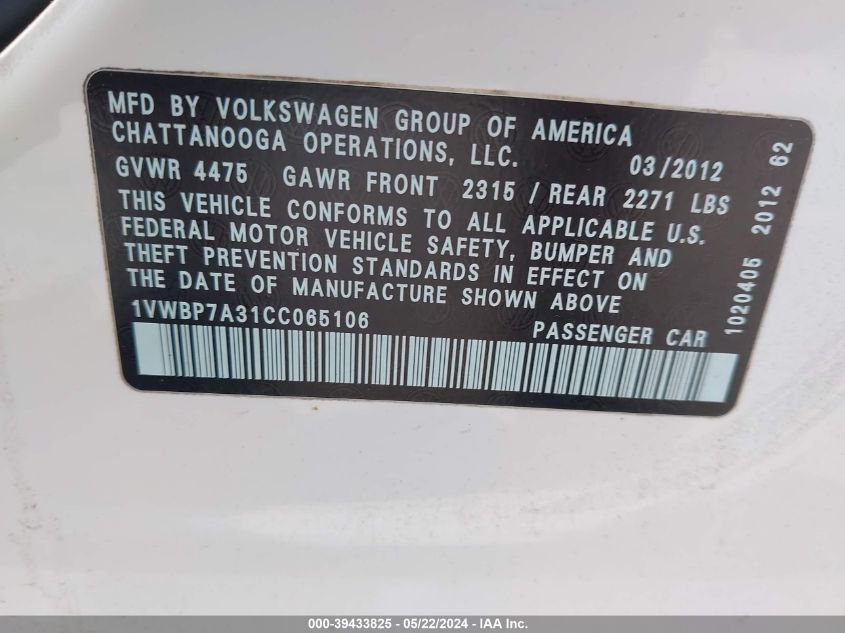 MFD BY VOLKSWAGEN GROUP OF AMERICA
CHATTANOOGA OPERATIONS, LLC. 03/2012
GVWR 4475 GAWR FRONT 2315 / REAR 2271 LBS
THIS VEHICLE CONFORMS TO ALL APPLICABLE U.S.
FEDERAL MOTOR VEHICLE SAFETY, BUMPER AND
THEFT PREVENTION STANDARDS IN EFFECT ON
THE DATE OF MANUFACTURE SHOWN ABOVE
1VWBP7A31CC065106 PASSENGER CAR
1020405 2012 62
000-39433825 - 05/22/2024 - IAA Inc.